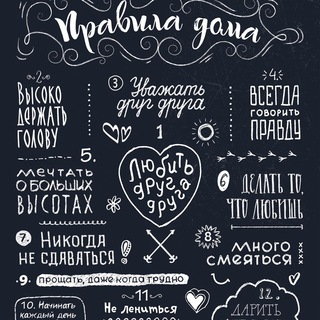 Правила дома
2.
Высоко
держать
голову
3
Уважать
друг друга
4.
Всегда
говорить
правду
1
Любить
друг
друга
5.
мечтать
о больших
высотах
6
делать то,
что любишь
7.
Никогда
не сдаваться!
8
много
смеяться
9.
прощать, даже когда трудно
10. Начинать
каждый день
11
Не лениться
12.
Дарить